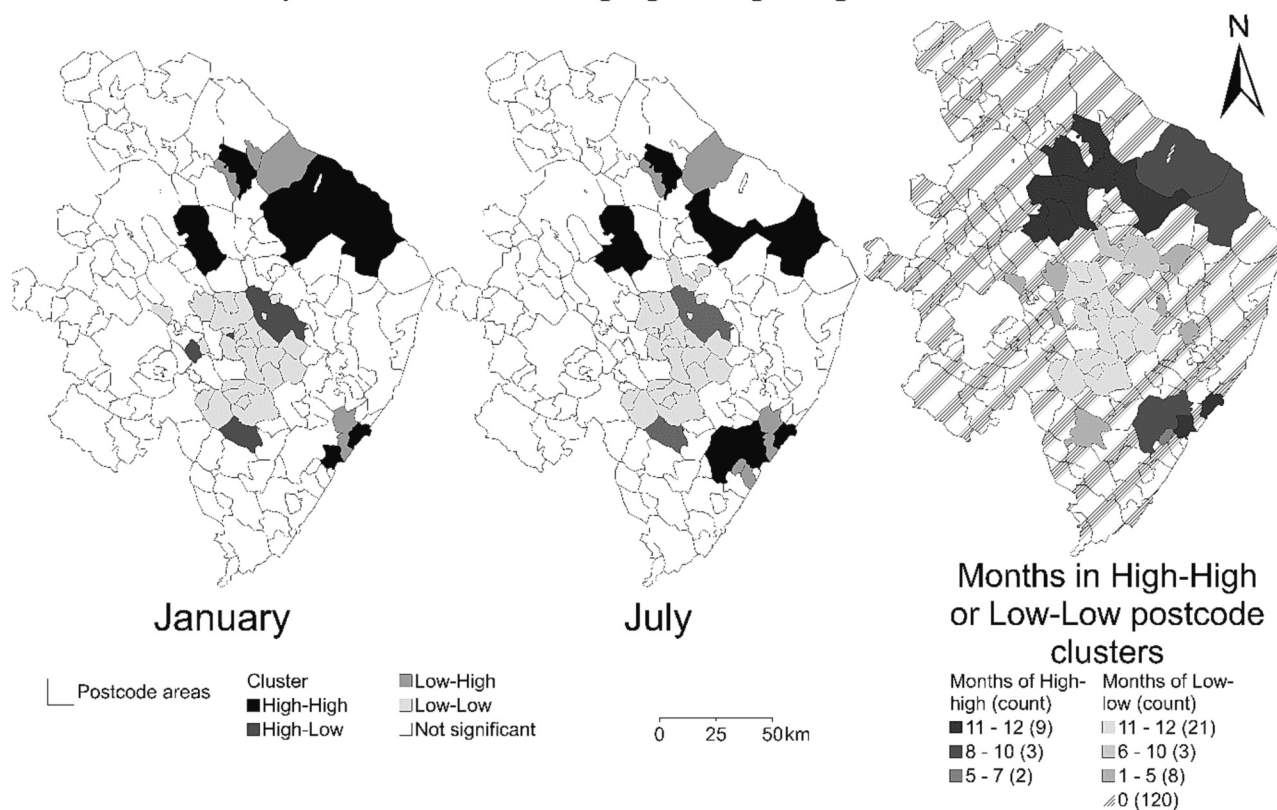 N
January
July
Months in High-High
or Low-Low postcode
clusters
Postcode areas
Cluster
High-High
High-Low
Low-High
Low-Low
Not significant
0 25 50 km
Months of High-
high (count)
11 - 12 (9)
8 - 10 (3)
5 - 7 (2)
Months of Low-
low (count)
11 - 12 (21)
6 - 10 (3)
1 - 5 (8)
0 (120)